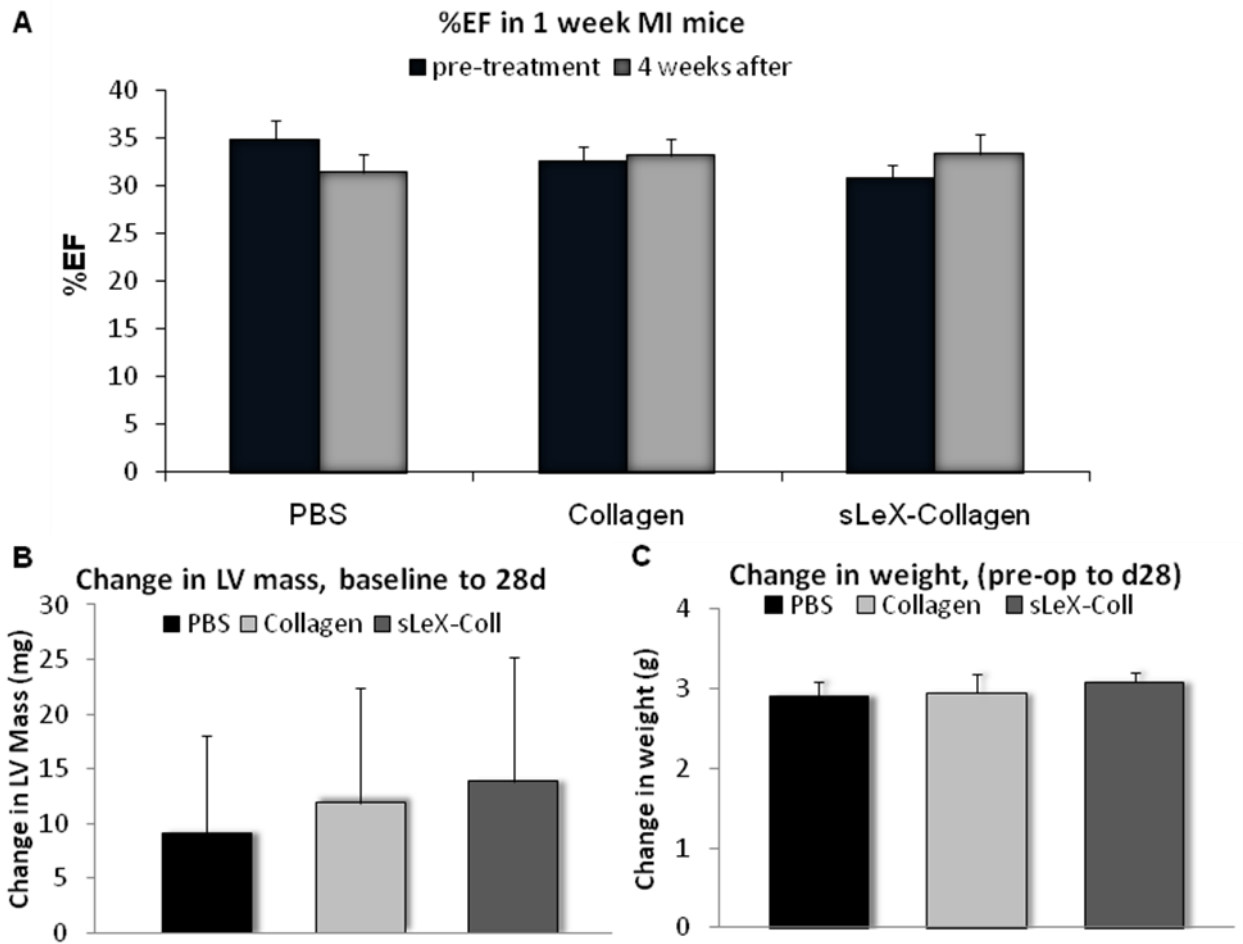 A
%EF in 1 week MI mice
pre-treatment 4 weeks after
40
35
30
25
20
15
10
5
0
%EF
PBS Collagen sLeX-Collagen
B
Change in LV mass, baseline to 28d
PBS Collagen sLeX-Coll
30
25
20
15
10
5
0
Change in LV Mass (mg)
C
Change in weight, (pre-op to d28)
PBS Collagen sLeX-Coll
4
3
2
1
0
Change in weight (g)